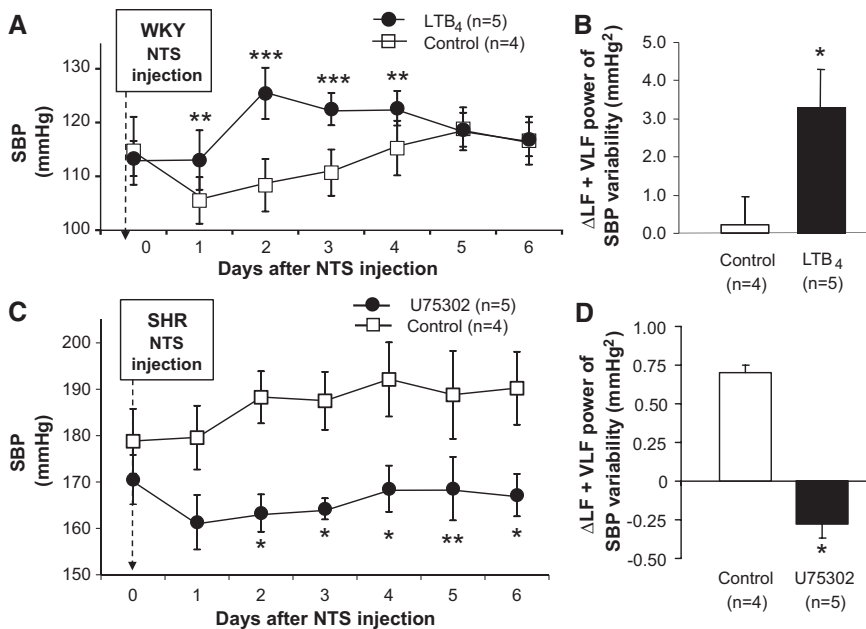 A
WKY
NTS
injection
LTB4 (n=5)
Control (n=4)
***
***
**
**
130
120
110
100
SBP
(mmHg)
0 1 2 3 4 5 6
Days after NTS injection
B
ΔLF + VLF power of
SBP variability (mmHg²)
5.0
4.0
3.0
2.0
1.0
0.0
*
Control
(n=4)
LTB4
(n=5)
C
SHR
NTS
injection
U75302 (n=5)
Control (n=4)
200
190
180
170
160
150
SBP
(mmHg)
* * * ** *
0 1 2 3 4 5 6
Days after NTS injection
D
ΔLF + VLF power of
SBP variability (mmHg²)
1.00
0.75
0.50
0.25
0
-0.25
-0.50
*
Control
(n=4)
U75302
(n=5)